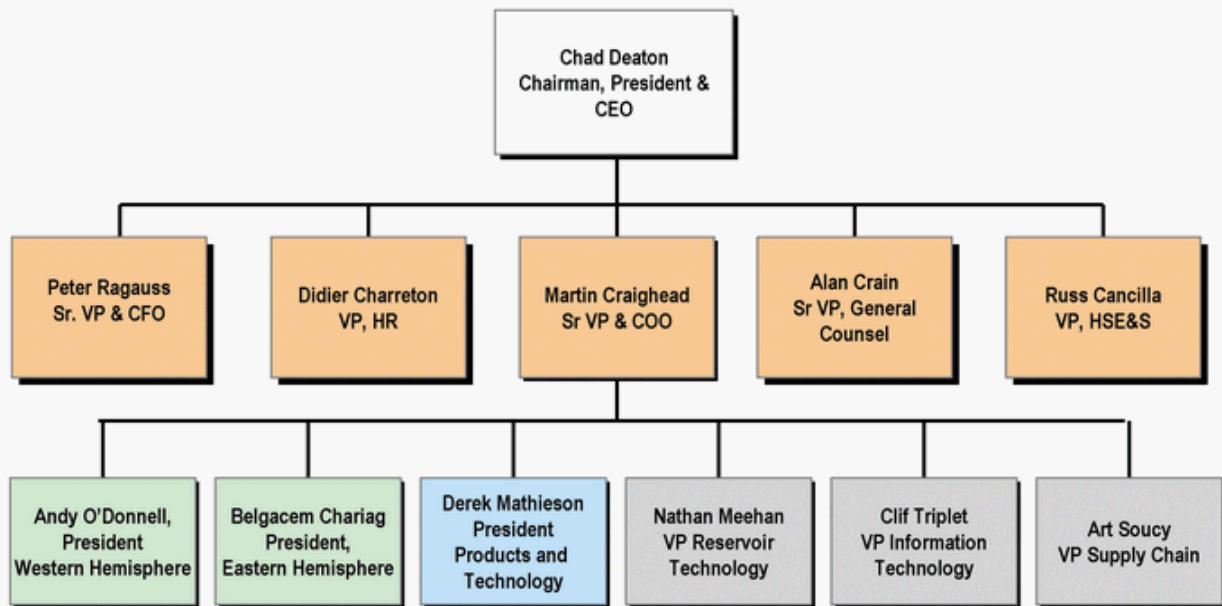 Chad Deaton
Chairman, President &
CEO
Peter Ragauss
Sr. VP & CFO
Didier Charreton
VP, HR
Martin Craighead
Sr VP & COO
Alan Crain
Sr VP, General
Counsel
Russ Cancilla
VP, HSE&S
Andy O'Donnell,
President
Western Hemisphere
Belgacem Chariag
President,
Eastern Hemisphere
Derek Mathieson
President
Products and
Technology
Nathan Meehan
VP Reservoir
Technology
Clif Triplet
VP Information
Technology
Art Soucy
VP Supply Chain